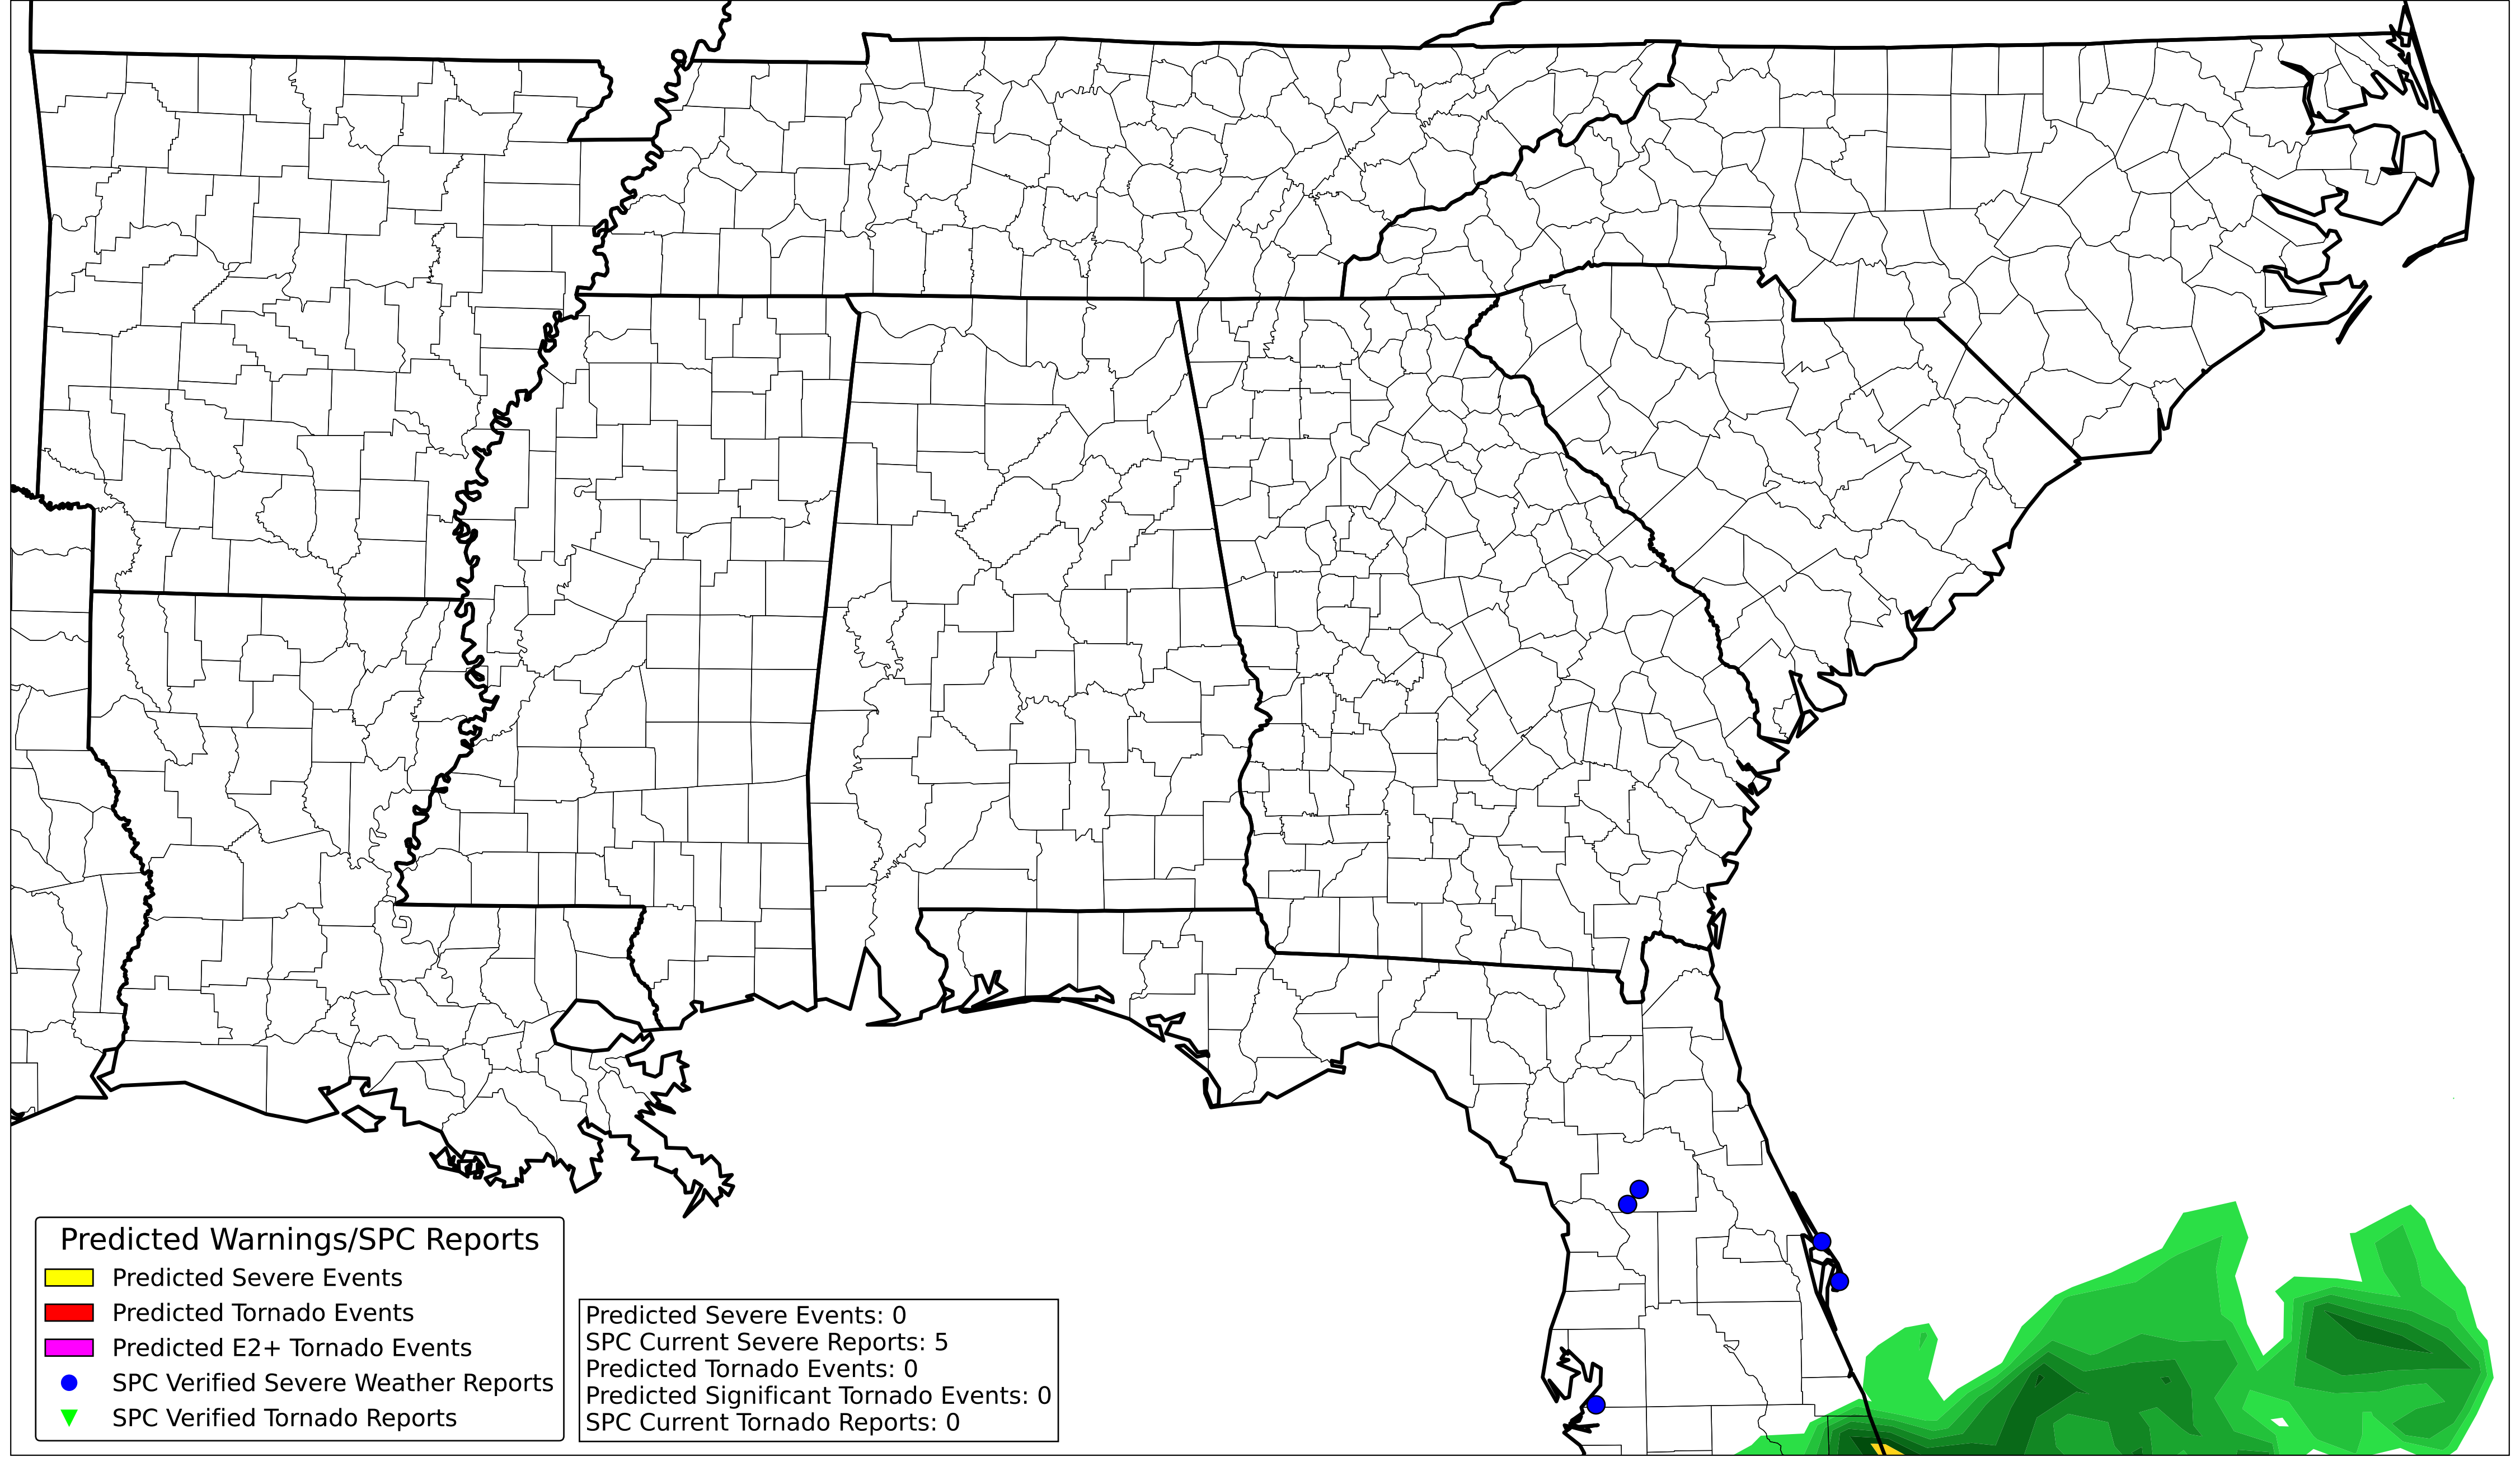 Predicted Warnings/SPC Reports
Predicted Severe Events
Predicted Tornado Events
Predicted E2+ Tornado Events
SPC Verified Severe Weather Reports
SPC Verified Tornado Reports
Predicted Severe Events: 0
SPC Current Severe Reports: 5
Predicted Tornado Events: 0
Predicted Significant Tornado Events: 0
SPC Current Tornado Reports: 0